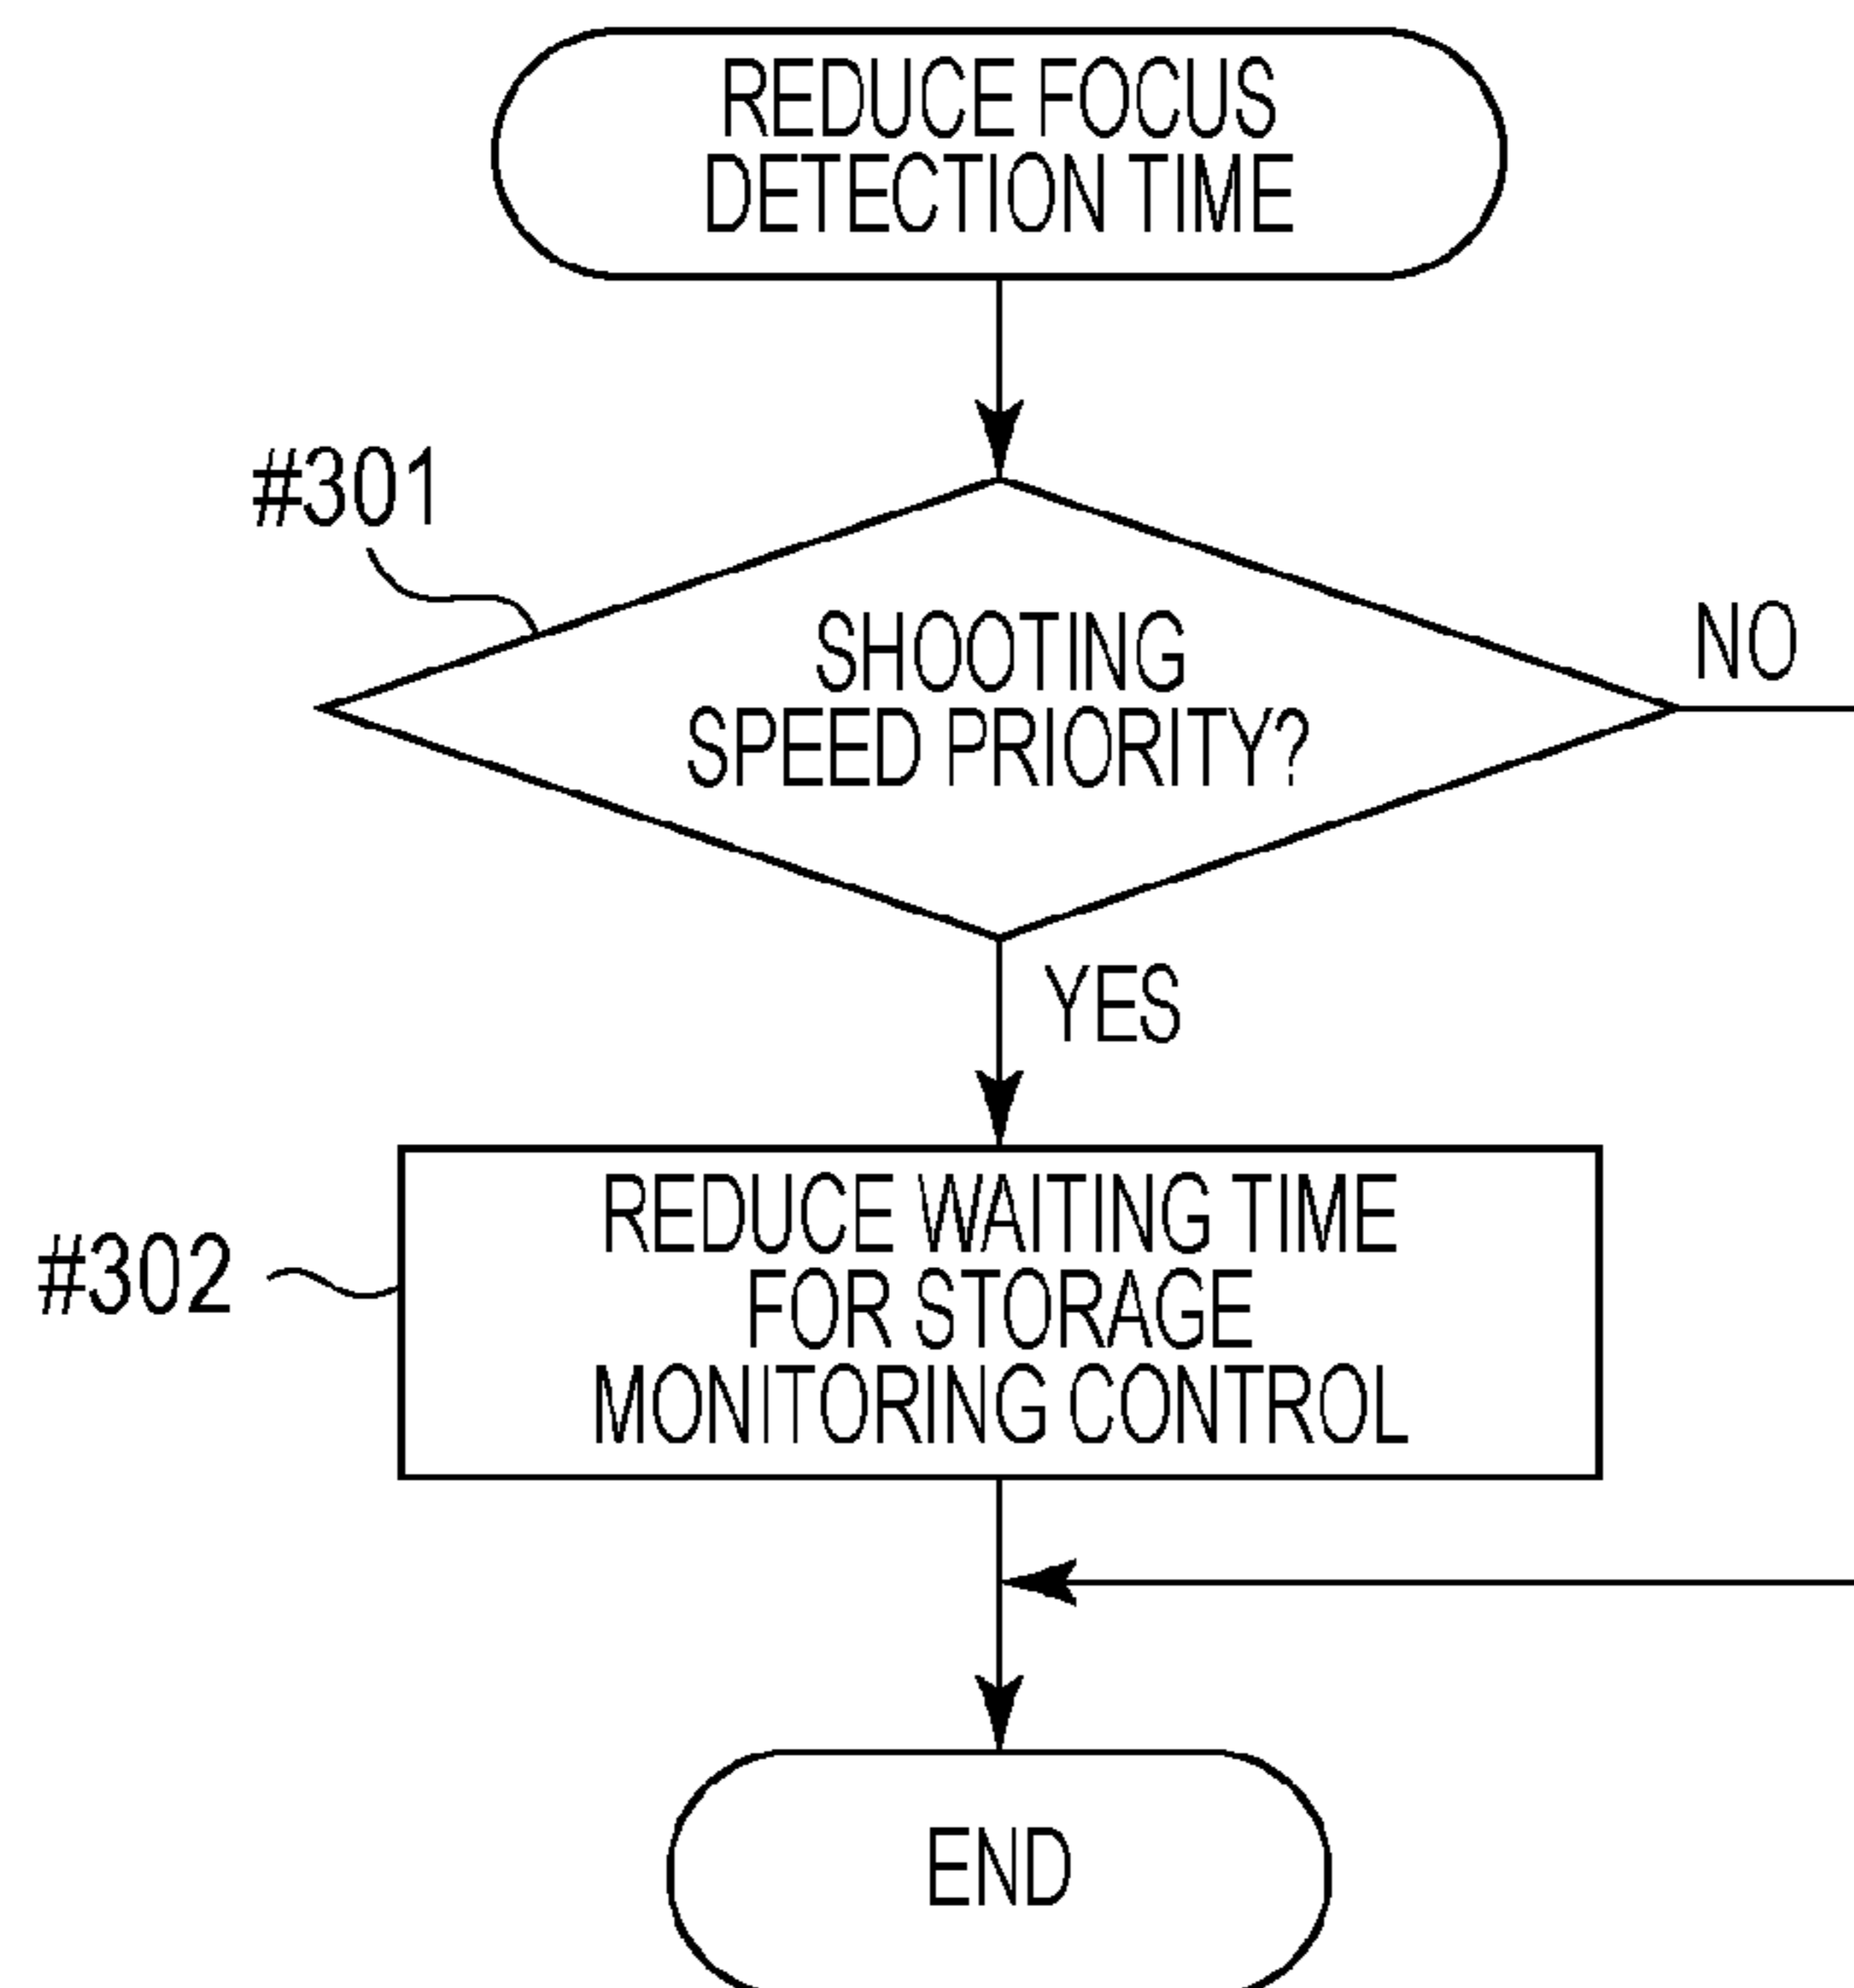 REDUCE FOCUS
DETECTION TIME
#301
SHOOTING
SPEED PRIORITY?
NO
YES
#302
REDUCE WAITING TIME
FOR STORAGE
MONITORING CONTROL
END